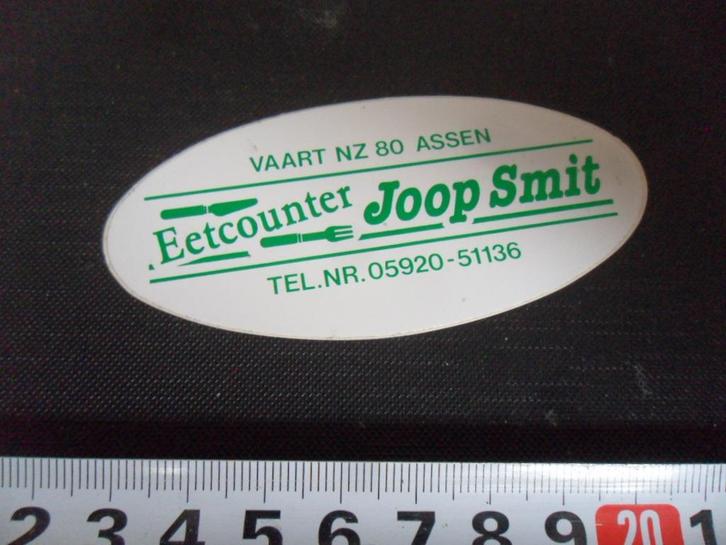 VAART NZ 80 ASSEN
Eetcounter Joop Smit
TEL.NR. 05920-51136
2 3 4 5 6 7 8 9 20 1